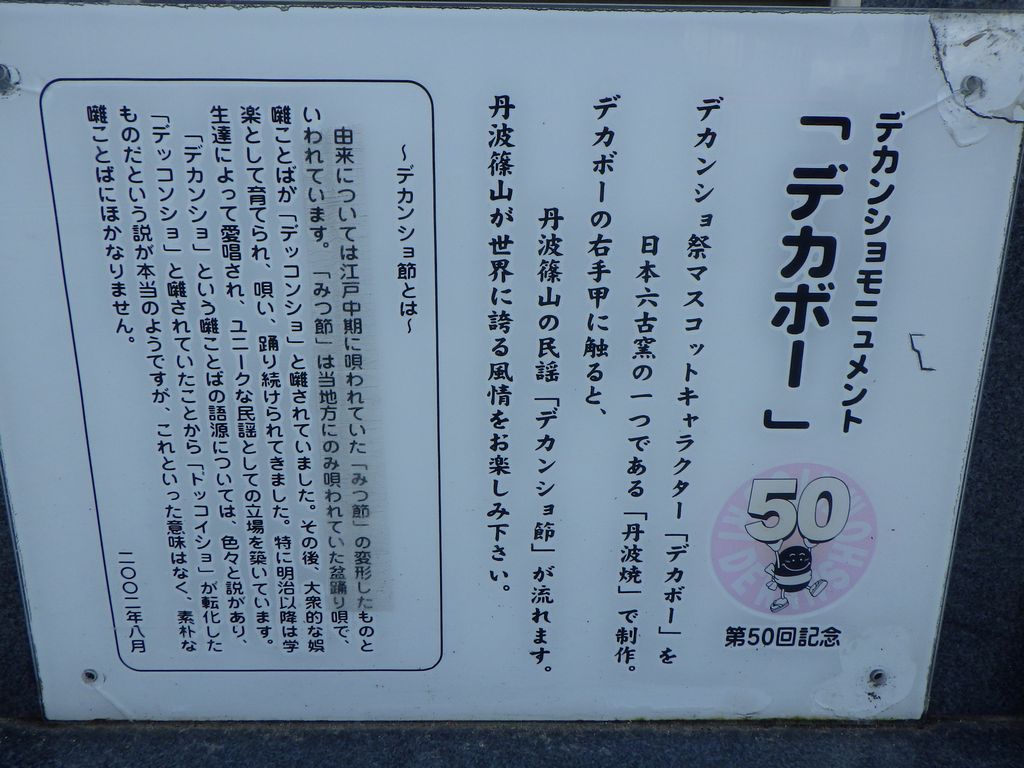 デカンショモニュメント
「デカボー」
50
第50回記念
デカンショ祭マスコットキャラクター「デカボー」を
日本六古窯の一つである「丹波焼」で制作。
デカボーの右手甲に触ると、
丹波篠山の民謡「デカンショ節」が流れます。
丹波篠山が世界に誇る風情をお楽しみ下さい。
～デカンショ節とは～
由来については江戸中期に唄われていた「みつ節」の変形したものと
いわれています。「みつ節」は当地方にのみ唄われていた盆踊り唄で、
囃ことばが「デッコンショ」と囃されていました。その後、大衆的な娯
楽として育てられ、唄い、踊り続けられてきました。特に明治以降は学
生達によって愛唱され、ユニークな民謡としての立場を築いています。
「デカンショ」という囃ことばの語源については、色々と説があり、
「デッコンショ」と囃されていたことから「ドッコイショ」が転化した
ものだという説が本当のようですが、これといった意味はなく、素朴な
囃ことばにほかなりません。
二〇〇二年八月